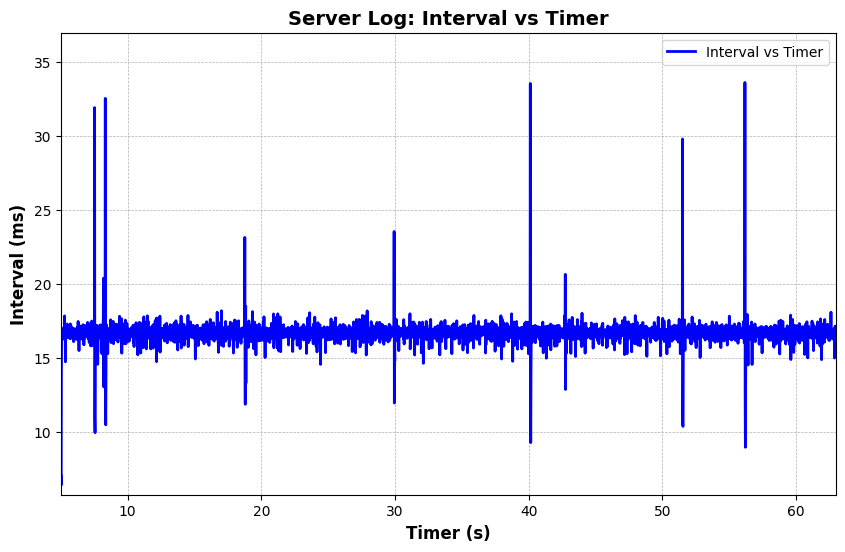 Server Log: Interval vs Timer
Interval vs Timer
35
30
25
20
15
10
Interval (ms)
10 20 30 40 50 60
Timer (s)